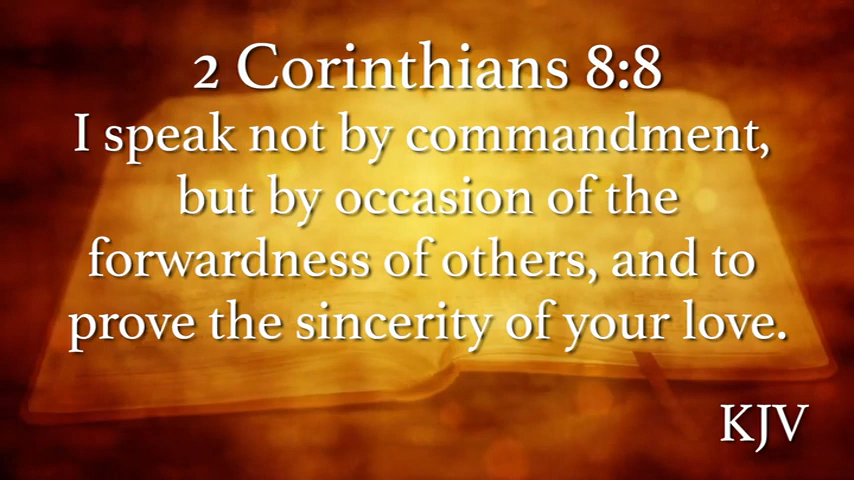 2 Corinthians 8:8
I speak not by commandment,
but by occasion of the
forwardness of others, and to
prove the sincerity of your love.
KJV